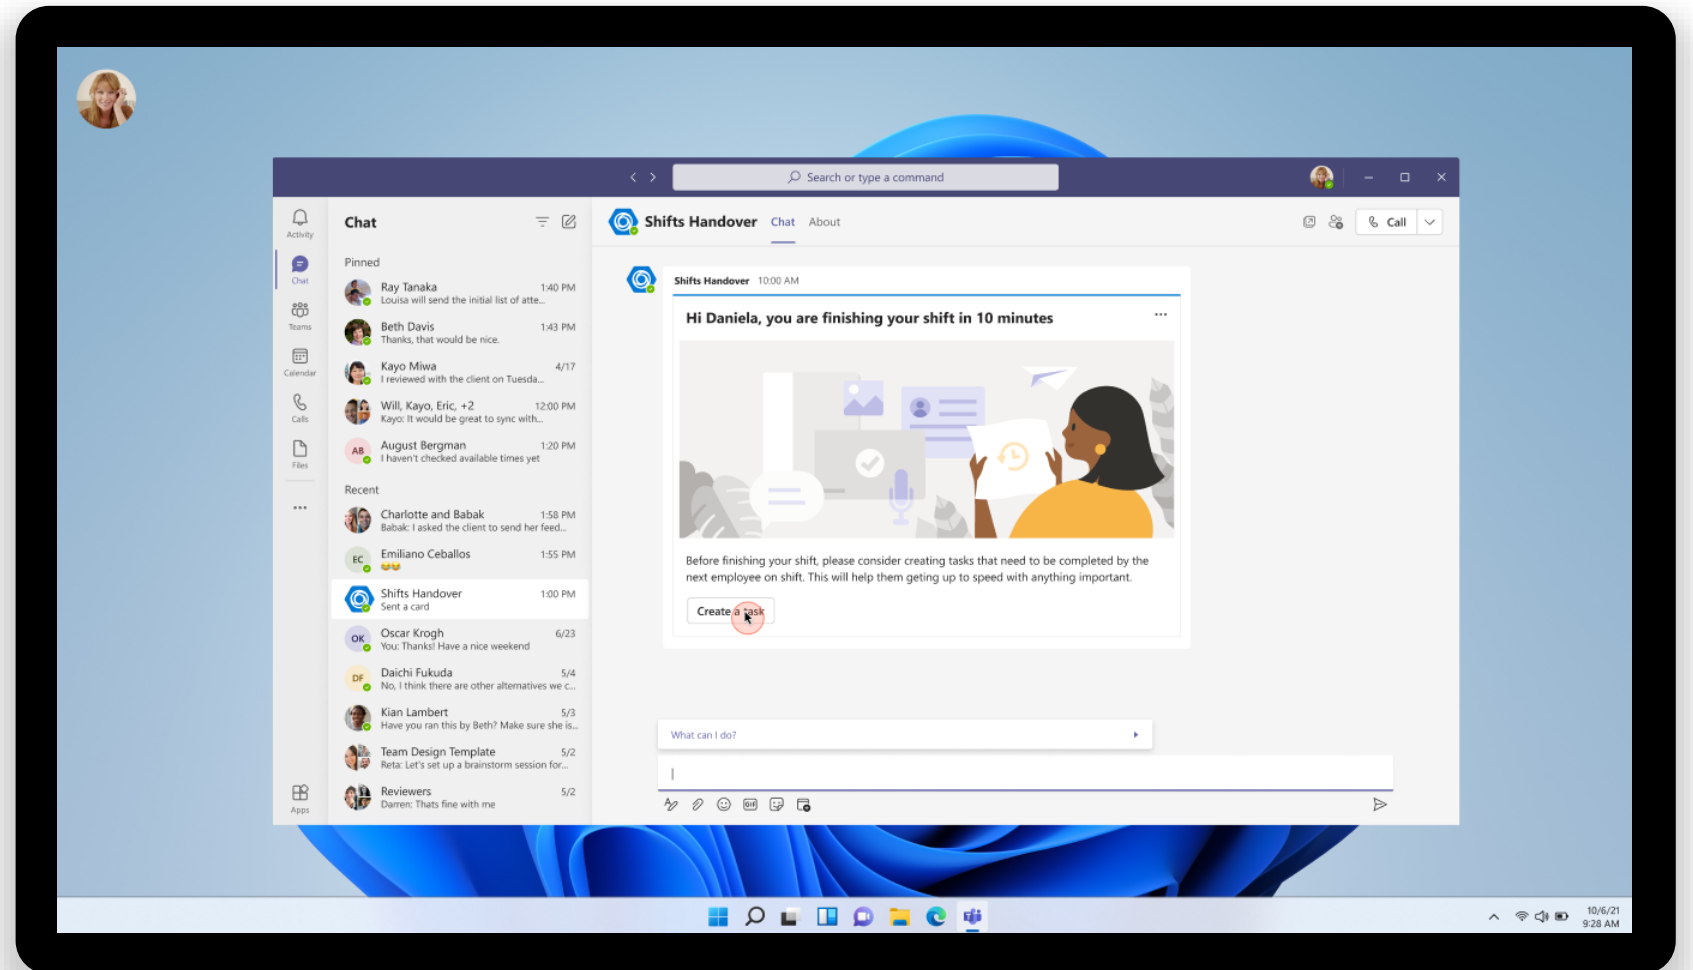 Search or type a command
Activity
Chat
Teams
Calendar
Calls
Files
Apps
Chat
Pinned
Ray Tanaka 1:40 PM
Louisa will send the initial list of atte...
Beth Davis 1:43 PM
Thanks, that would be nice.
Kayo Miwa 4/17
I reviewed with the client on Tuesda...
Will, Kayo, Eric, +2 12:00 PM
Kayo: It would be great to sync with...
AB
August Bergman 1:20 PM
I haven't checked available times yet
Recent
Charlotte and Babak 1:58 PM
Babak: I asked the client to send her feed...
EC
Emiliano Ceballos 1:55 PM
😂😂
Shifts Handover 1:00 PM
Sent a card
OK
Oscar Krogh 6/23
You: Thanks! Have a nice weekend
DF
Daichi Fukuda 5/4
No, I think there are other alternatives we c...
Kian Lambert 5/3
Have you ran this by Beth? Make sure she is...
Team Design Template 5/2
Reta: Let's set up a brainstorm session for...
Reviewers 5/2
Darren: Thats fine with me
Shifts Handover Chat About
Call
Shifts Handover 10:00 AM
Hi Daniela, you are finishing your shift in 10 minutes
Before finishing your shift, please consider creating tasks that need to be completed by the
next employee on shift. This will help them geting up to speed with anything important.
Create a task
What can I do?
GIF
10/6/21
9:28 AM